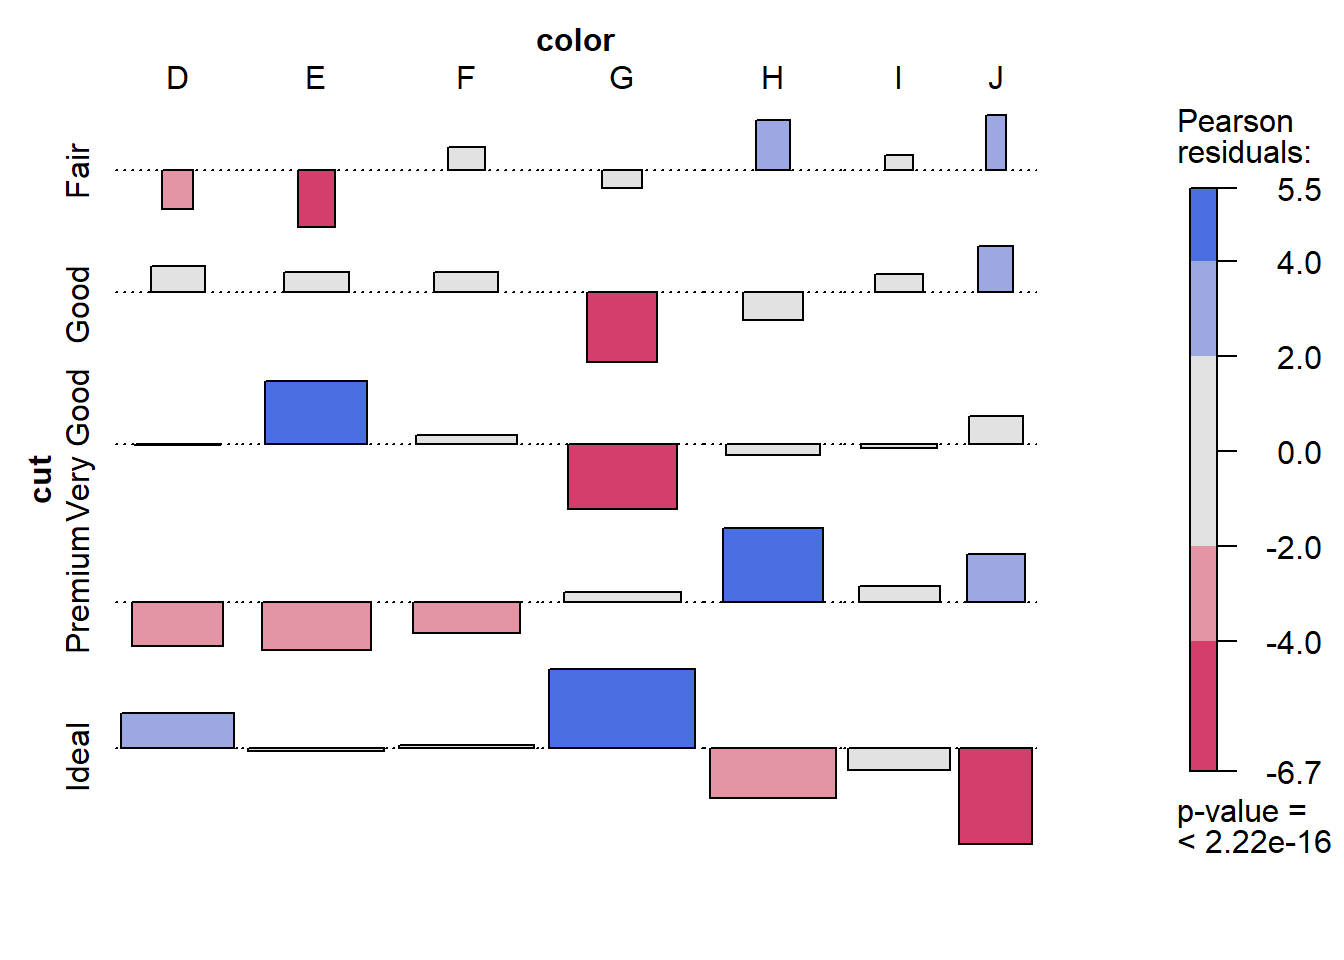 color
D E F G H I J
Fair
Good
Very Good
Premium
Ideal
cut
Pearson
residuals:
5.5
4.0
2.0
0.0
-2.0
-4.0
-6.7
p-value =
< 2.22e-16